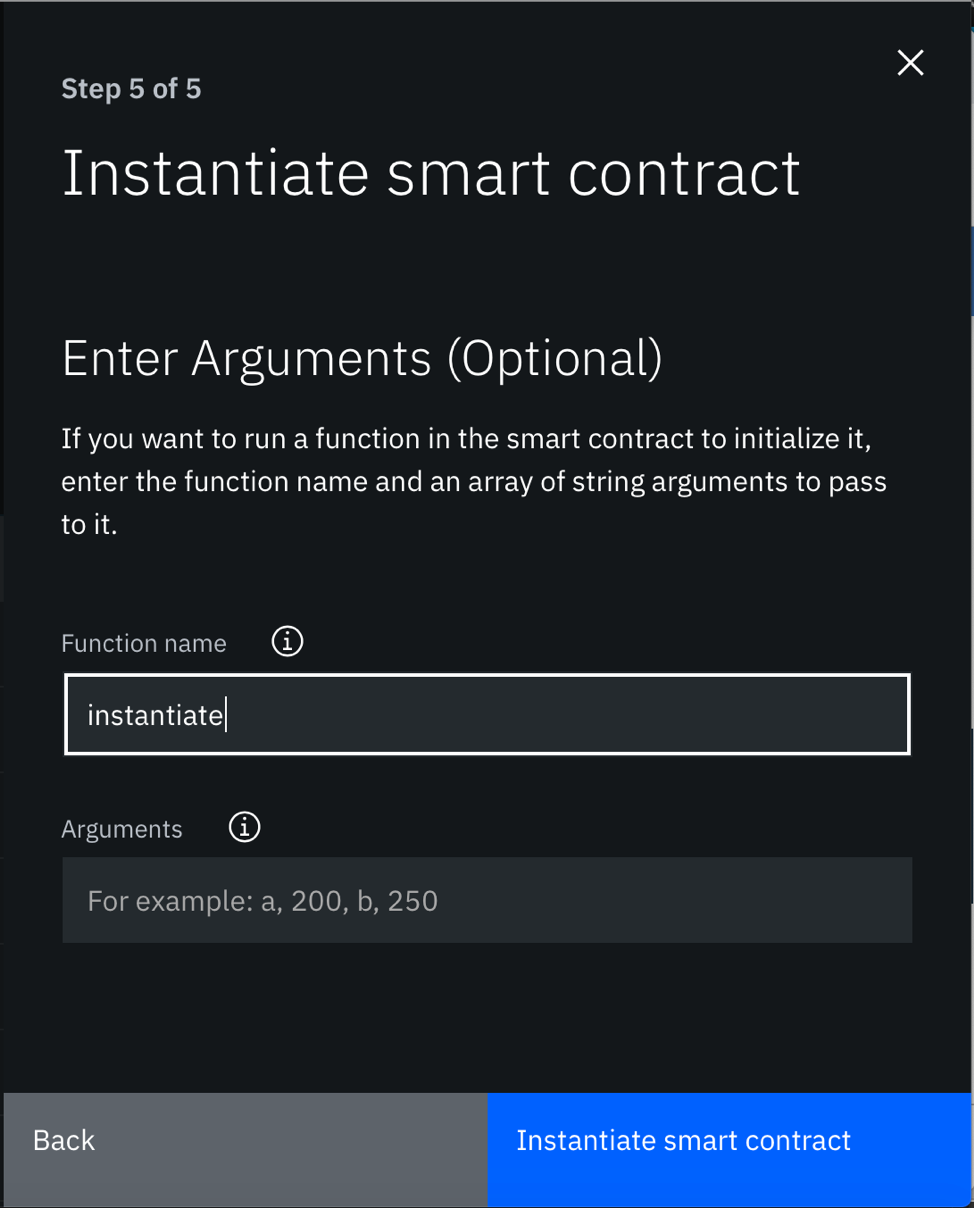 Step 5 of 5
Instantiate smart contract
Enter Arguments (Optional)
If you want to run a function in the smart contract to initialize it,
enter the function name and an array of string arguments to pass
to it.
Function name
instantiate
Arguments
For example: a, 200, b, 250
Back
Instantiate smart contract